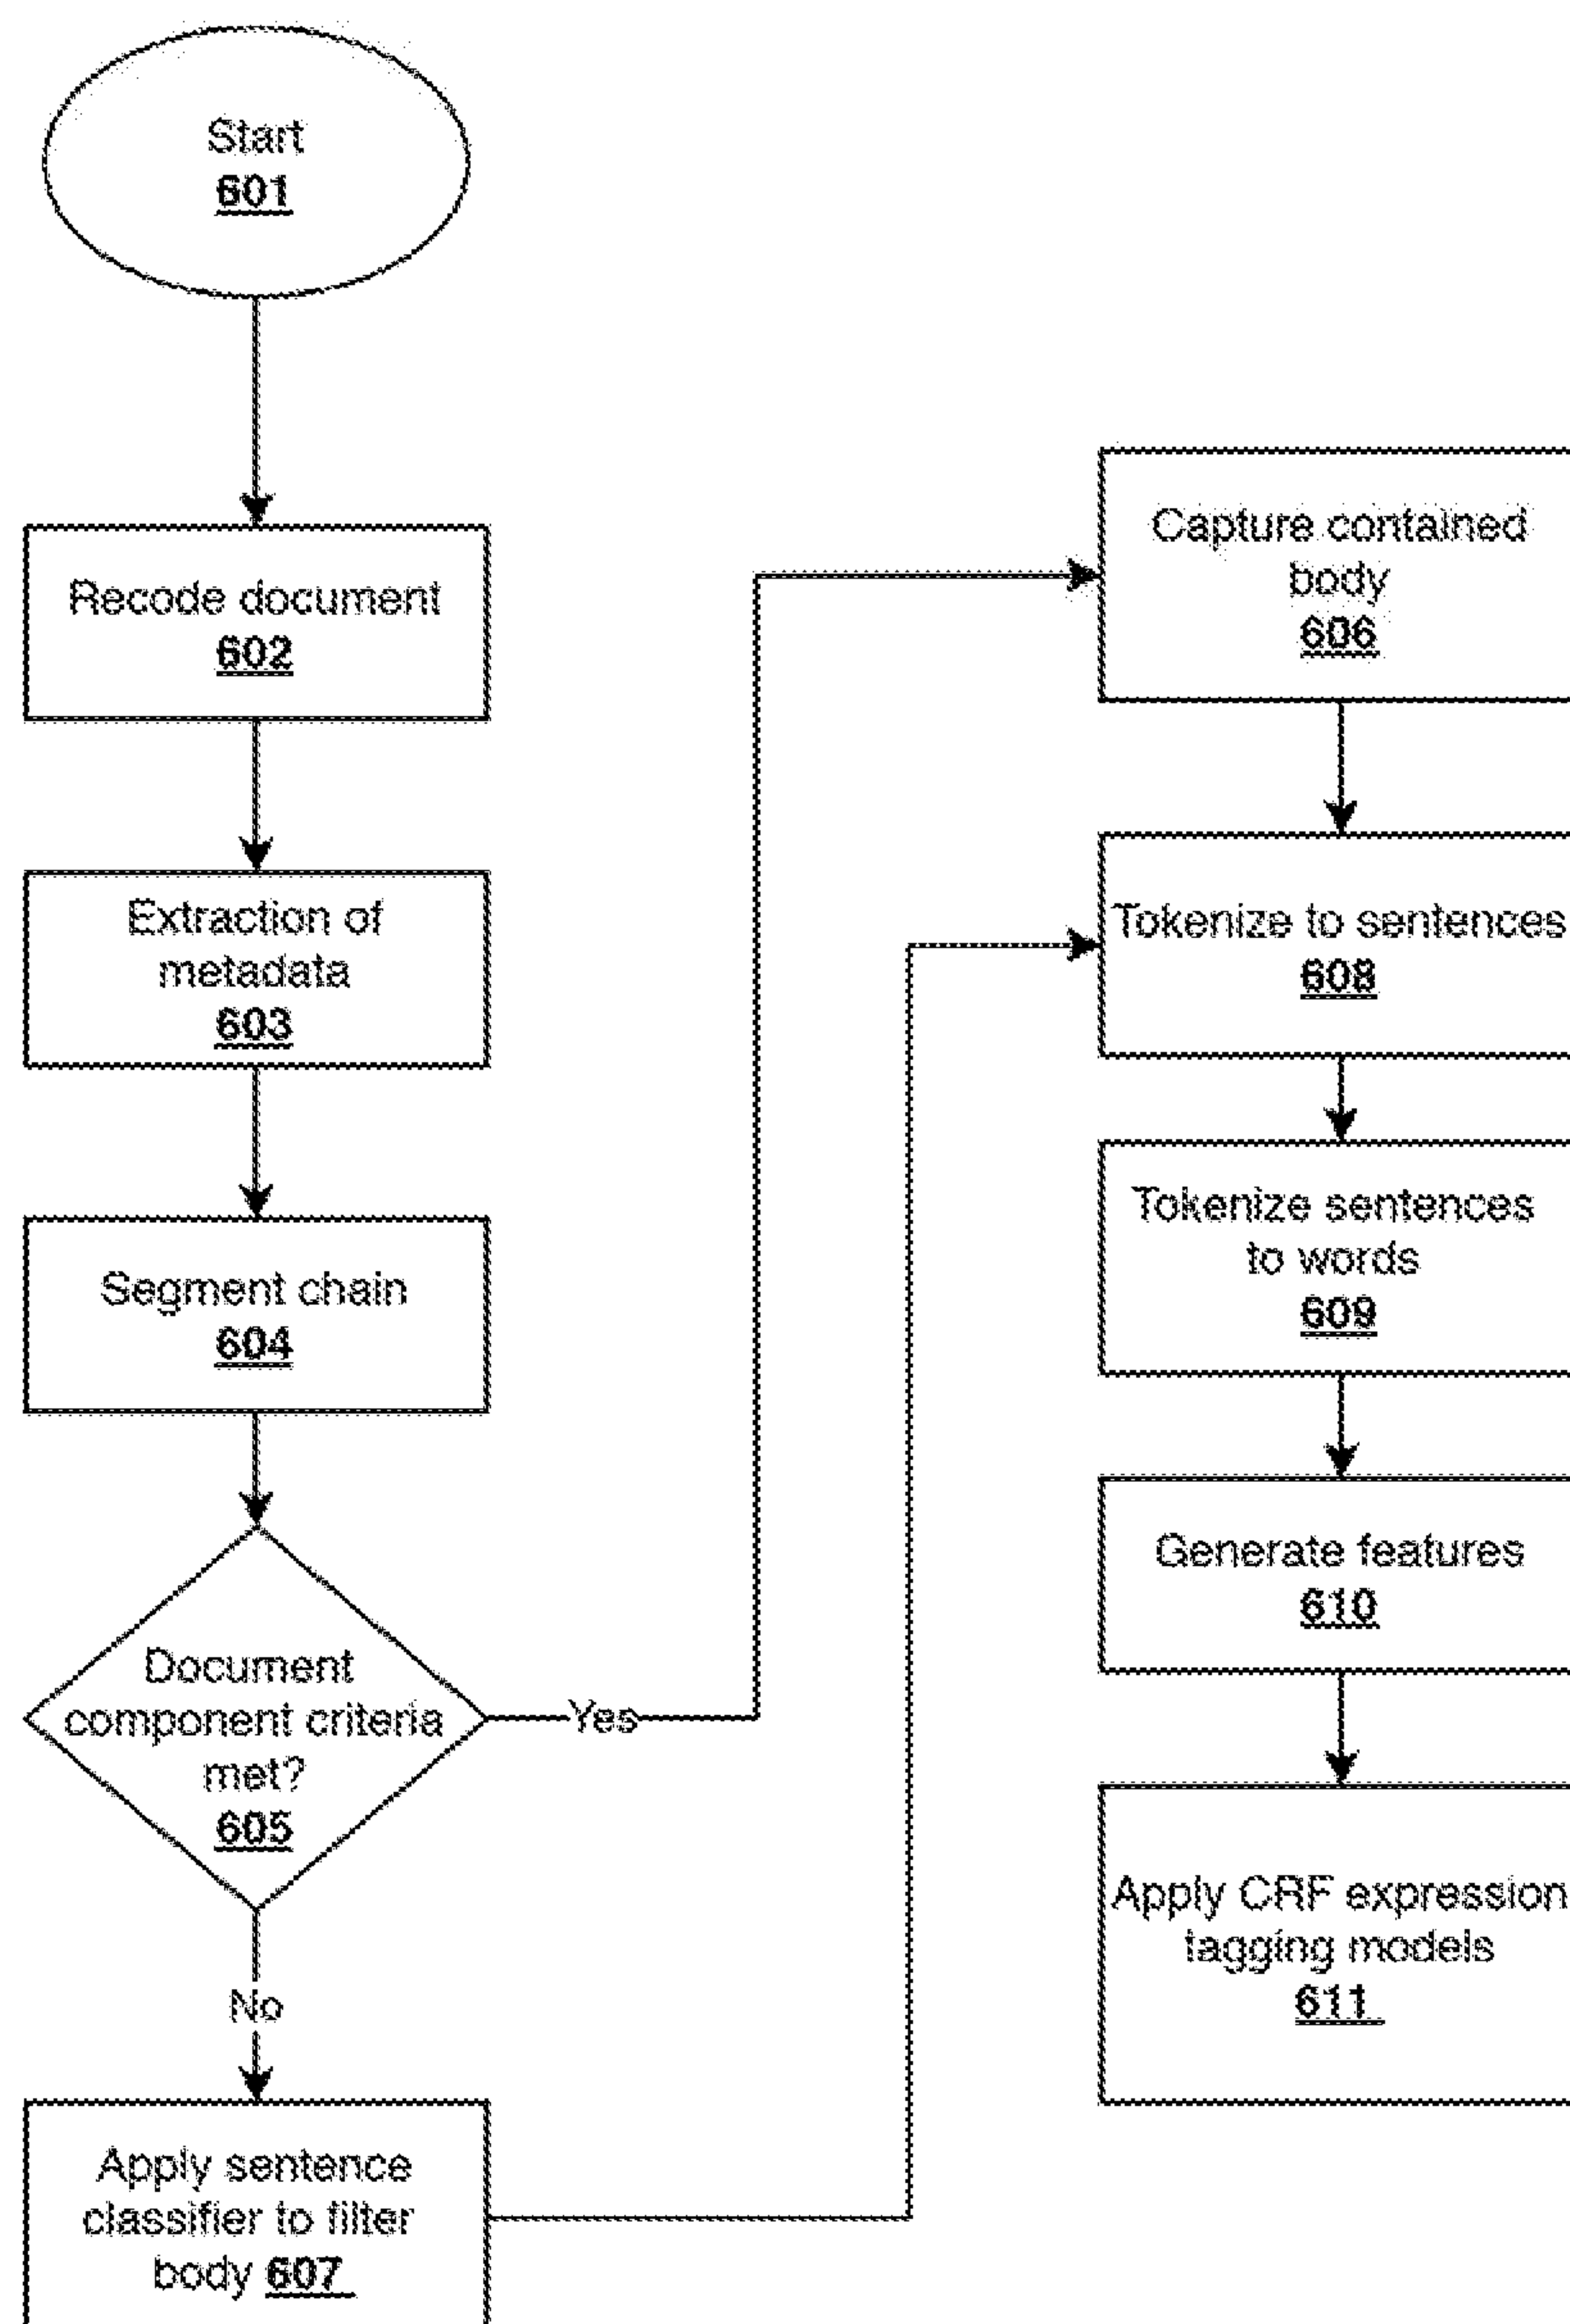 Start
601
Recode document
602
Extraction of
metadata
603
Segment chain
604
Document
component criteria
met?
605
Yes
No
Apply sentence
classifier to filter
body 607
Capture contained
body
606
Tokenize to sentences
608
Tokenize sentences
to words
609
Generate features
610
Apply CRF expression
tagging models
611